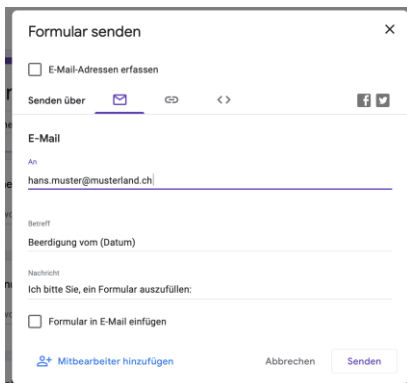 Formular senden
E-Mail-Adressen erfassen
Senden über
E-Mail
An
hans.muster@musterland.ch
Betreff
Beerdigung vom (Datum)
Nachricht
Ich bitte Sie, ein Formular auszufüllen:
Formular in E-Mail einfügen
Mitbearbeiter hinzufügen
Abbrechen
Senden